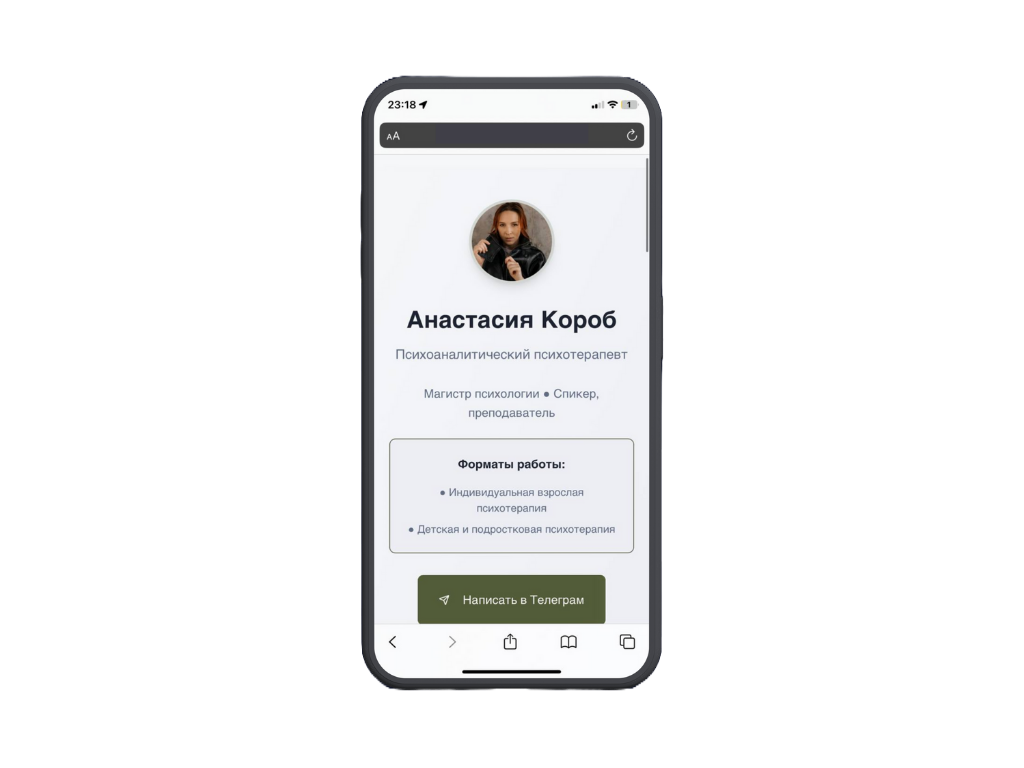 23:18
1
AA
Анастасия Короб
Психоаналитический психотерапевт
Магистр психологии ● Спикер,
преподаватель
Форматы работы:
● Индивидуальная взрослая
психотерапия
● Детская и подростковая психотерапия
Написать в Телеграм